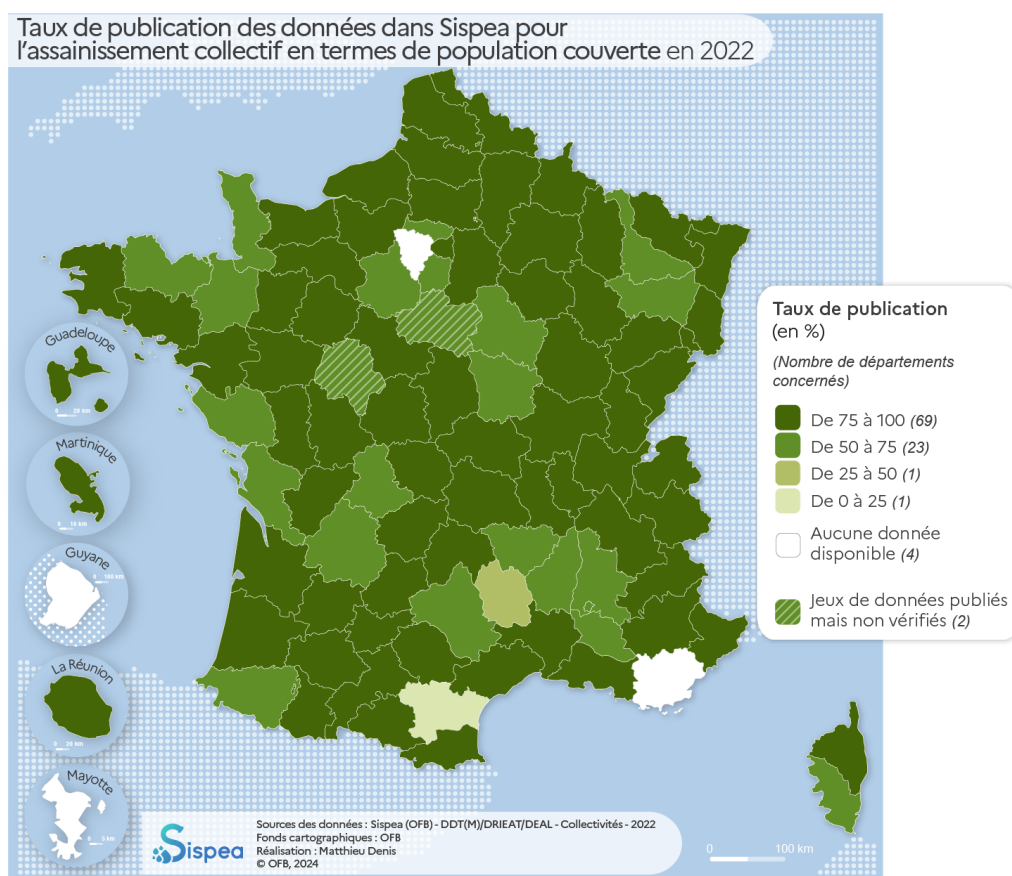 Taux de publication des données dans Sispea pour
l'assainissement collectif en termes de population couverte en 2022
Taux de publication
(en %)
(Nombre de départements
concernés)
De 75 à 100 (69)
De 50 à 75 (23)
De 25 à 50 (1)
De 0 à 25 (1)
Aucune donnée
disponible (4)
Jeux de données publiés
mais non vérifiés (2)
Guadeloupe
0 20 km
Martinique
0 10 km
Guyane
0 100 km
La Réunion
0 20 km
Mayotte
0 5 km
Sispea
Sources des données : Sispea (OFB) - DDT(M)/DRIEAT/DEAL - Collectivités - 2022
Fonds cartographiques : OFB
Réalisation : Matthieu Denis
© OFB, 2024
0 100 km